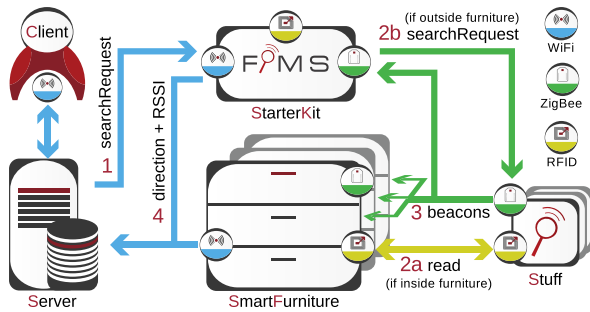 Client
searchRequest
1
FiMS
StarterKit
(if outside furniture)
2b searchRequest
WiFi
ZigBee
RFID
direction + RSSI
4
3 beacons
2a read
(if inside furniture)
Server
SmartFurniture
Stuff